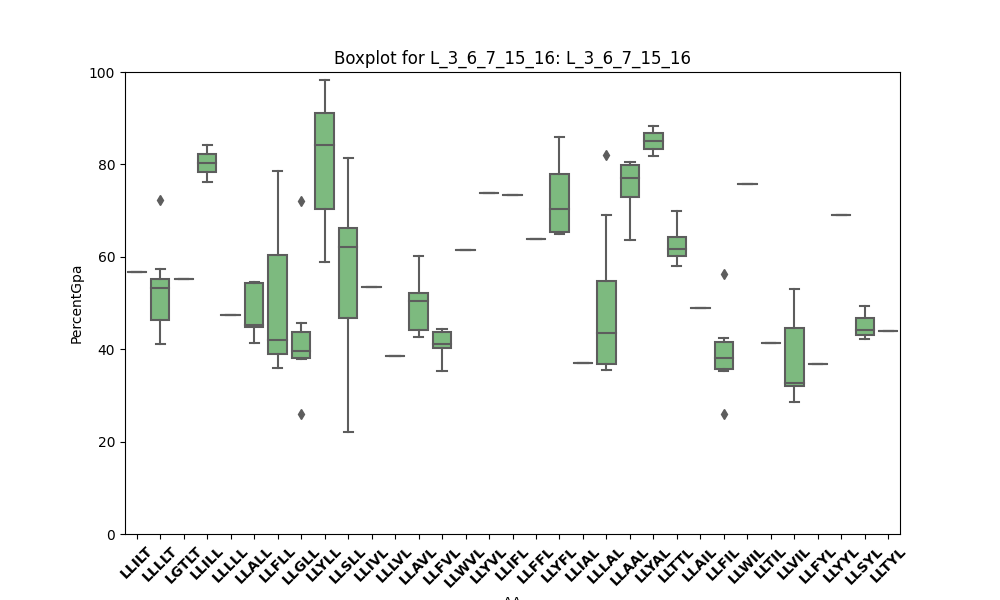 Boxplot for L_3_6_7_15_16: L_3_6_7_15_16
PercentGpa
100
80
60
40
20
0
LLILT
LLLLT
LGTLT
LLILL
LLLLL
LLALL
LLFLL
LLGLL
LLYLL
LLSLL
LLIVL
LLLVL
LLAVL
LLFVL
LLWVL
LLYVL
LLIFL
LLFFL
LLYFL
LLIAL
LLLAL
LLAAL
LLYAL
LLTTL
LLAIL
LLFIL
LLWIL
LLTIL
LLVIL
LLFYL
LLYYL
LLSYL
LLTYL